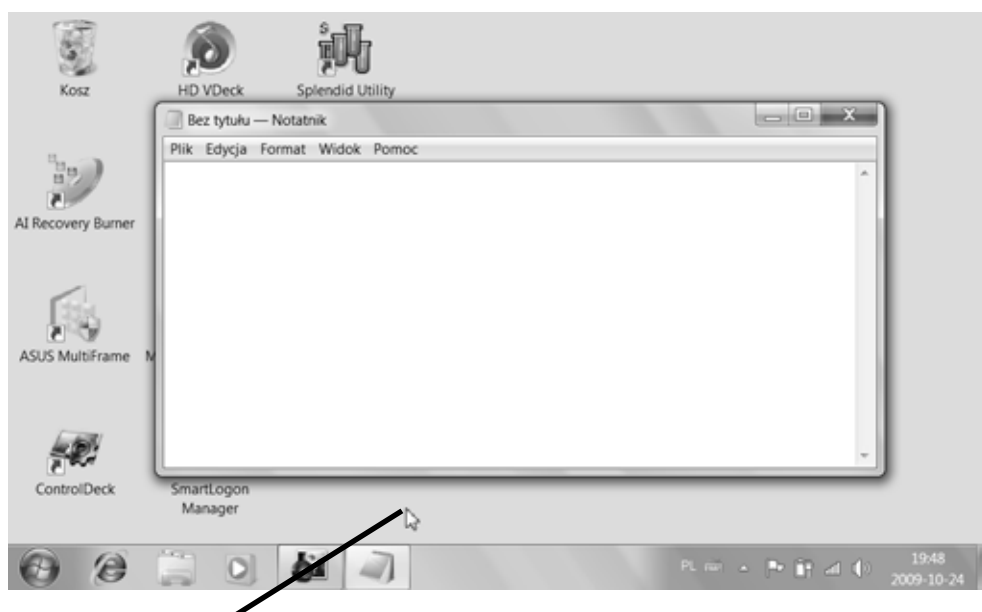 Kosz
HD VDeck
Splendid Utility
Bez tytułu — Notatnik
Plik Edycja Format Widok Pomoc
AI Recovery Burner
ASUS MultiFrame
M
ControlDeck
SmartLogon
Manager
PL
19:48
2009-10-24